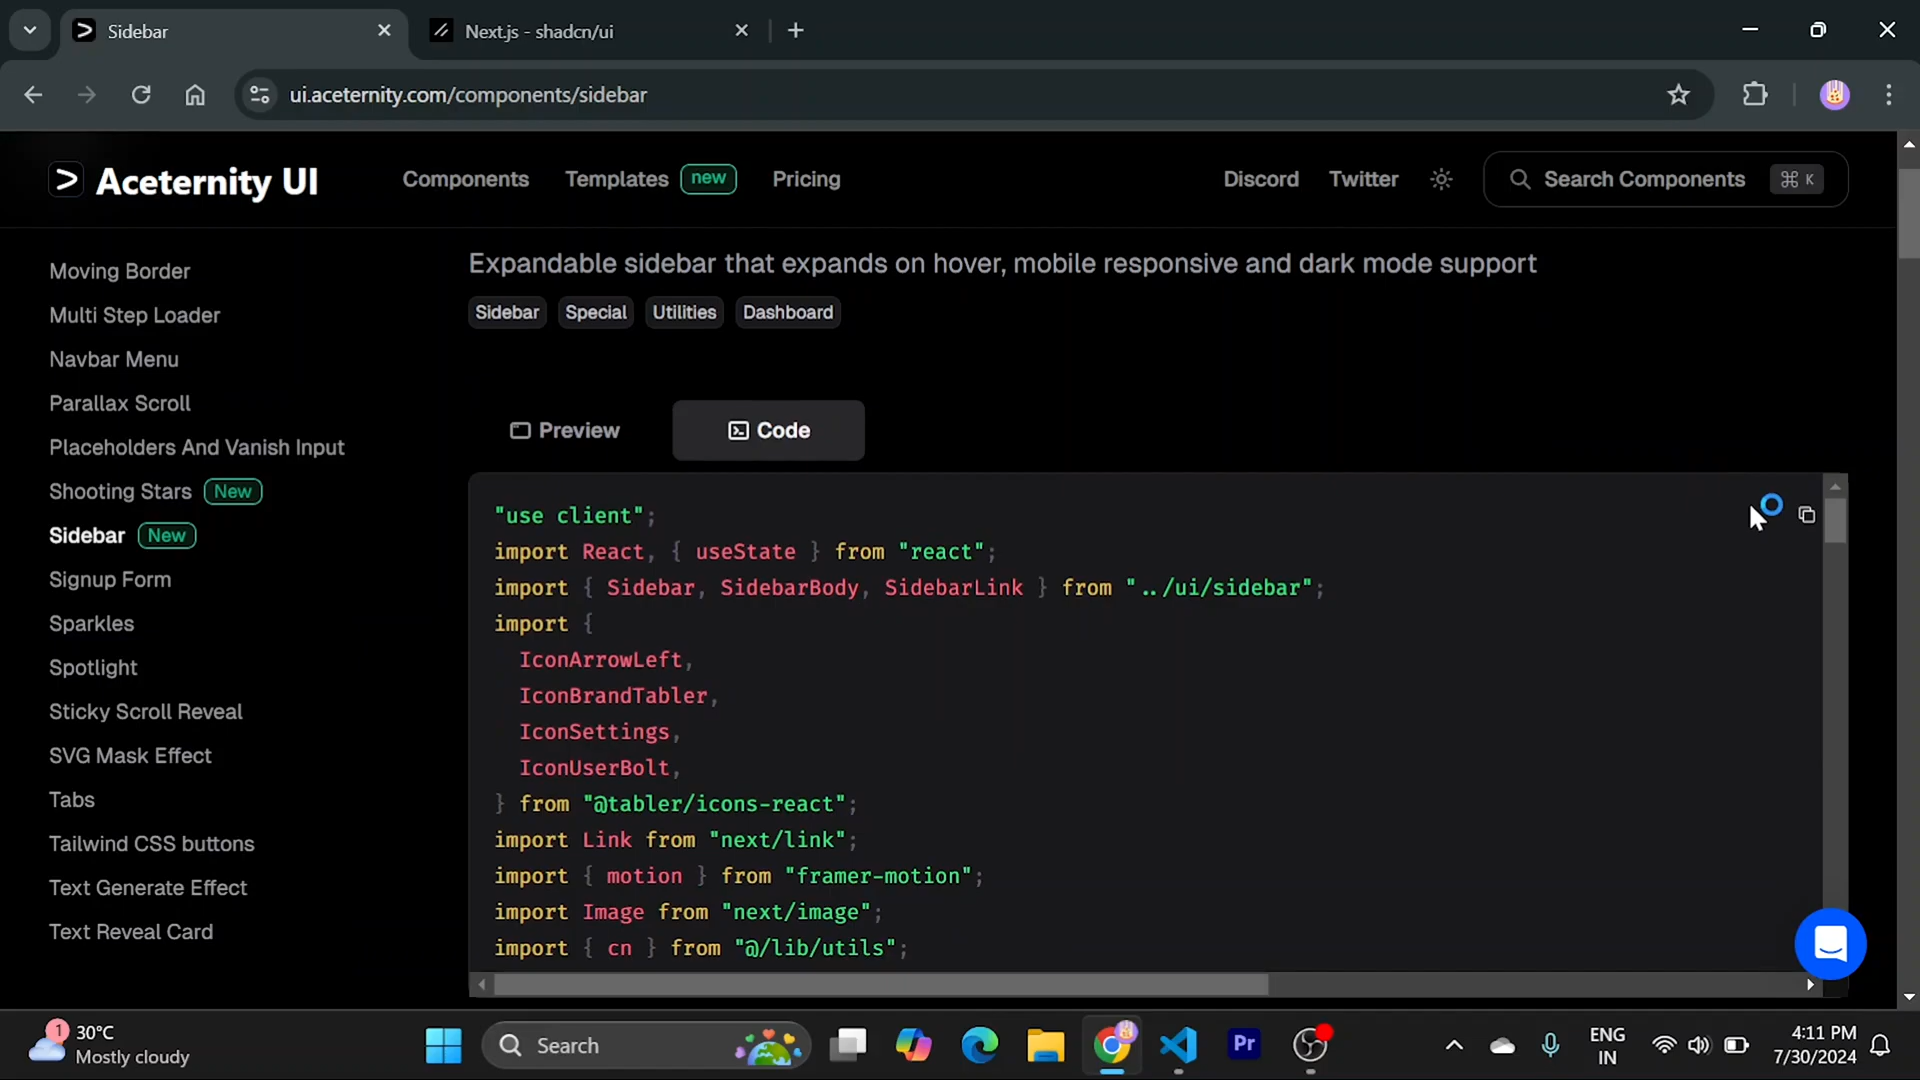 Sidebar
Next.js - shadcn/ui
ui.aceternity.com/components/sidebar
Aceternity UI
Components
Templates new
Pricing
Discord
Twitter
Search Components
⌘ K
Moving Border
Multi Step Loader
Navbar Menu
Parallax Scroll
Placeholders And Vanish Input
Shooting Stars New
Sidebar New
Signup Form
Sparkles
Spotlight
Sticky Scroll Reveal
SVG Mask Effect
Tabs
Tailwind CSS buttons
Text Generate Effect
Text Reveal Card
Expandable sidebar that expands on hover, mobile responsive and dark mode support
Sidebar Special Utilities Dashboard
Preview
Code
"use client";
import React, { useState } from "react";
import { Sidebar, SidebarBody, SidebarLink } from "../ui/sidebar";
import {
IconArrowLeft,
IconBrandTabler,
IconSettings,
IconUserBolt,
} from "@tabler/icons-react";
import Link from "next/link";
import { motion } from "framer-motion";
import Image from "next/image";
import { cn } from "@/lib/utils";
1
30°C
Mostly cloudy
Search
Pr
ENG
IN
4:11 PM
7/30/2024